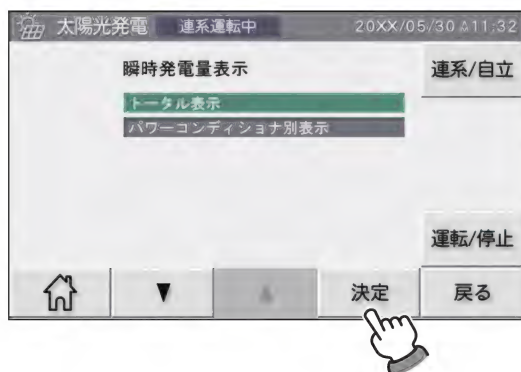 太陽光発電 連系運転中 20XX/05/30 11:32
瞬時発電量表示
連系/自立
トータル表示
パワーコンディショナ別表示
運転/停止
▼ ▲ 決定 戻る